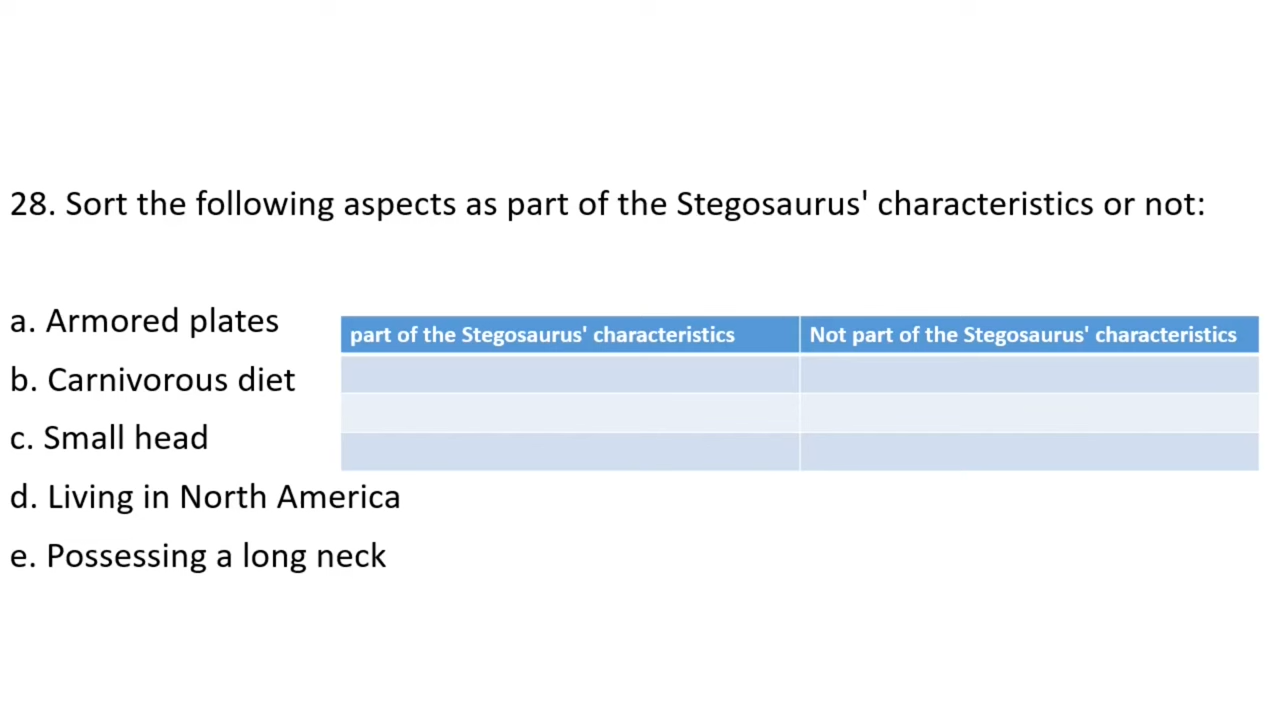 28. Sort the following aspects as part of the Stegosaurus' characteristics or not:
a. Armored plates
b. Carnivorous diet
c. Small head
d. Living in North America
e. Possessing a long neck
part of the Stegosaurus' characteristics
Not part of the Stegosaurus' characteristics